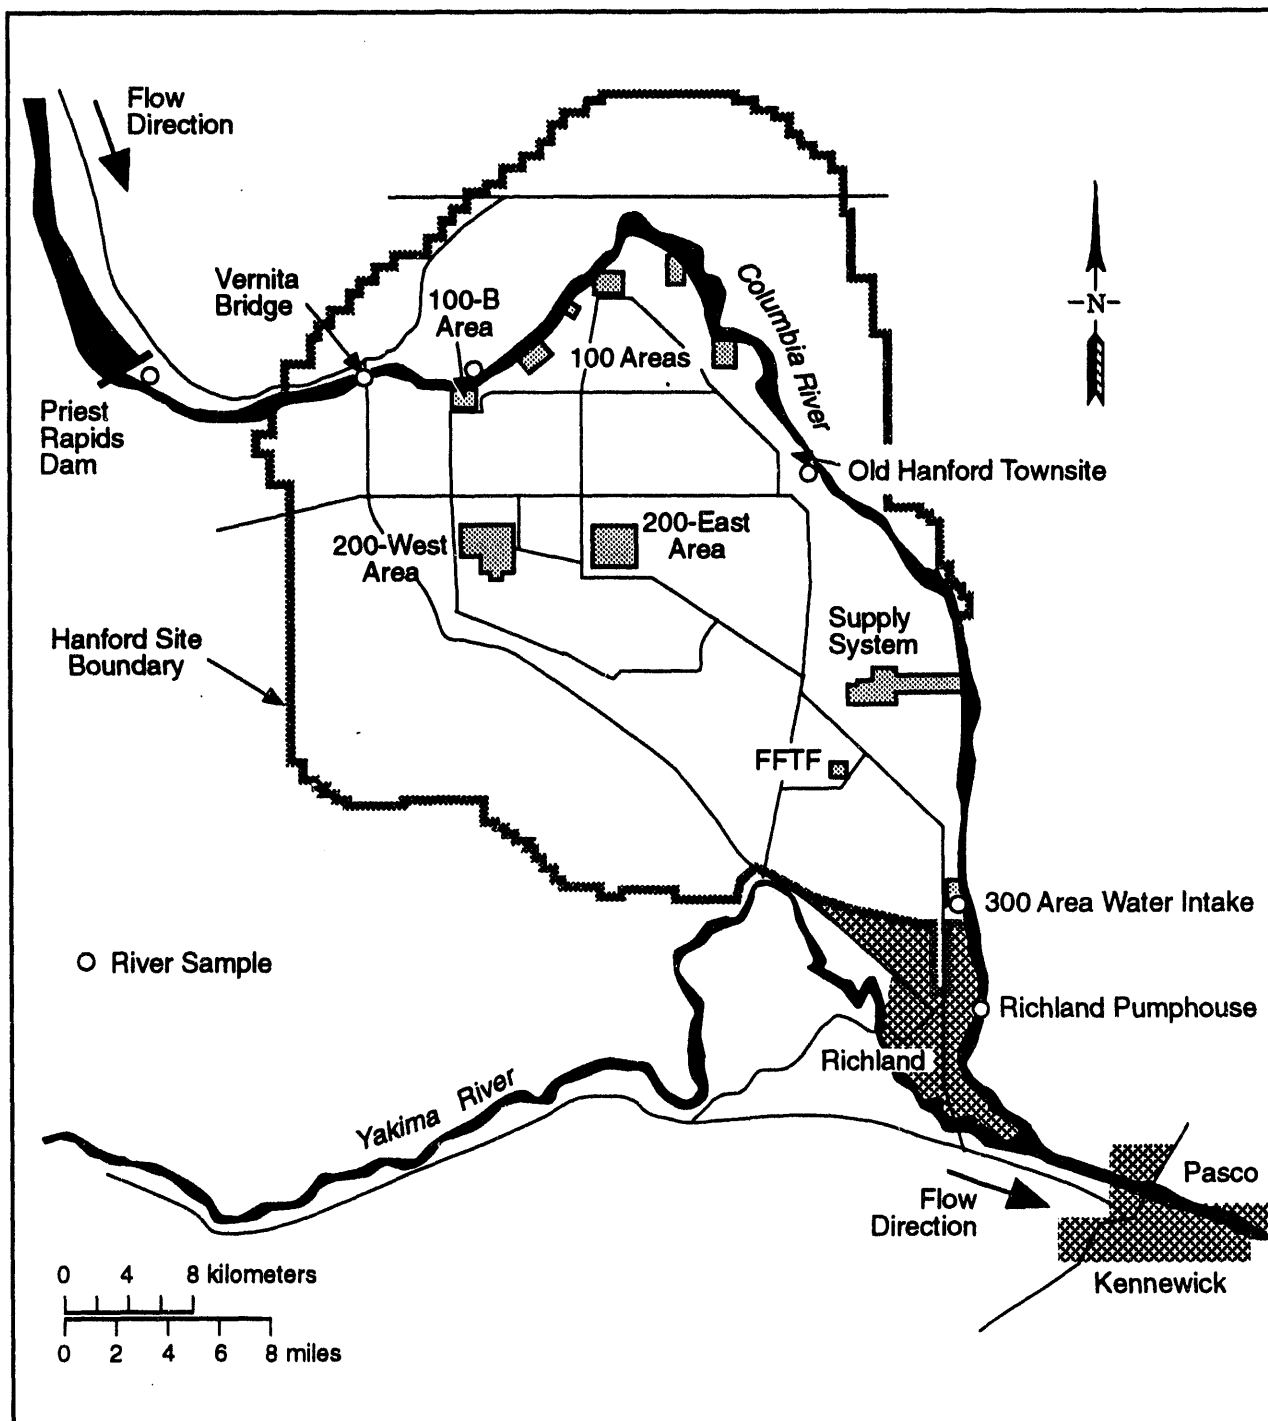 Flow
Direction
Vernita
Bridge
100-B
Area
100 Areas
Columbia River
-N-
Priest
Rapids
Dam
Old Hanford Townsite
200-West
Area
200-East
Area
Supply
System
Hanford Site
Boundary
FFTF
300 Area Water Intake
River Sample
Richland Pumphouse
Richland
Yakima River
Flow
Direction
Pasco
Kennewick
0 4 8 kilometers
0 2 4 6 8 miles